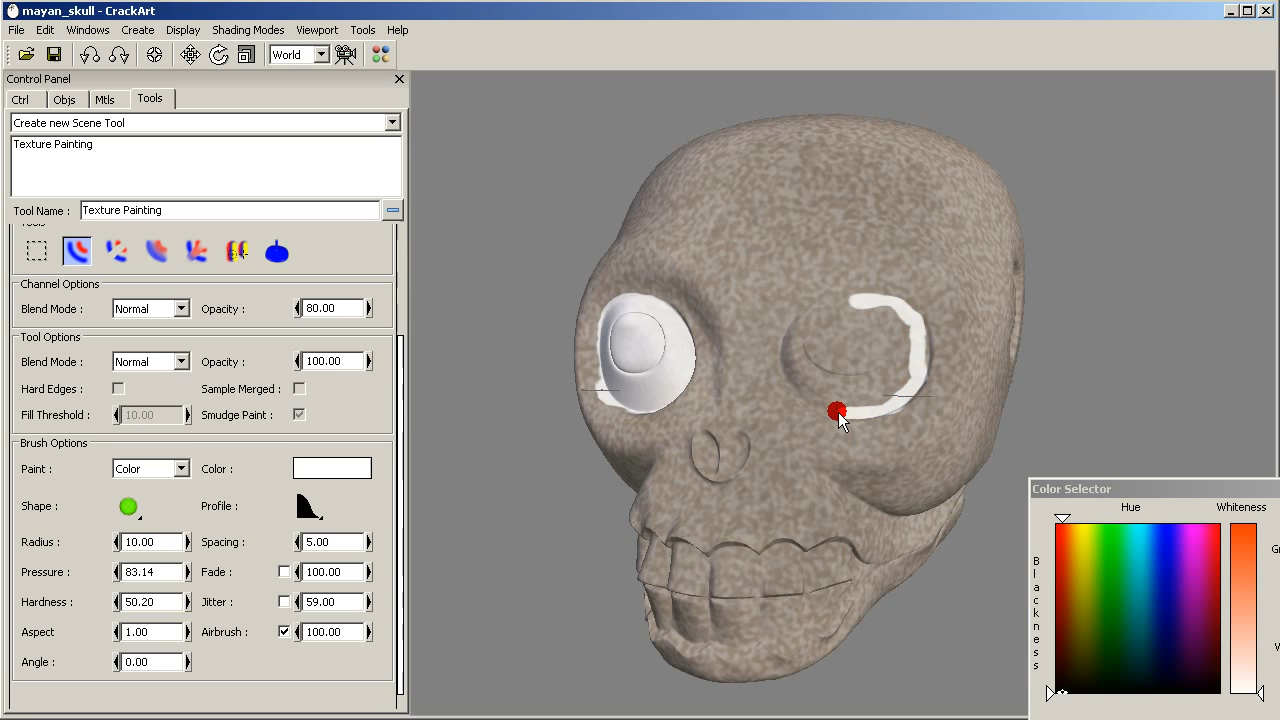 mayan_skull - CrackArt
File Edit Windows Create Display Shading Modes Viewport Tools Help
World
Control Panel
Ctrl Objs Mtls Tools
Create new Scene Tool
Texture Painting
Tool Name : Texture Painting
Channel Options
Blend Mode : Normal Opacity : 80.00
Tool Options
Blend Mode : Normal Opacity : 100.00
Hard Edges : Sample Merged :
Fill Threshold : 10.00 Smudge Paint :
Brush Options
Paint : Color Color :
Shape : Profile :
Radius : 10.00 Spacing : 5.00
Pressure : 83.14 Fade : 100.00
Hardness : 50.20 Jitter : 59.00
Aspect 1.00 Airbrush : 100.00
Angle : 0.00
Color Selector
Hue Whiteness
Blackness